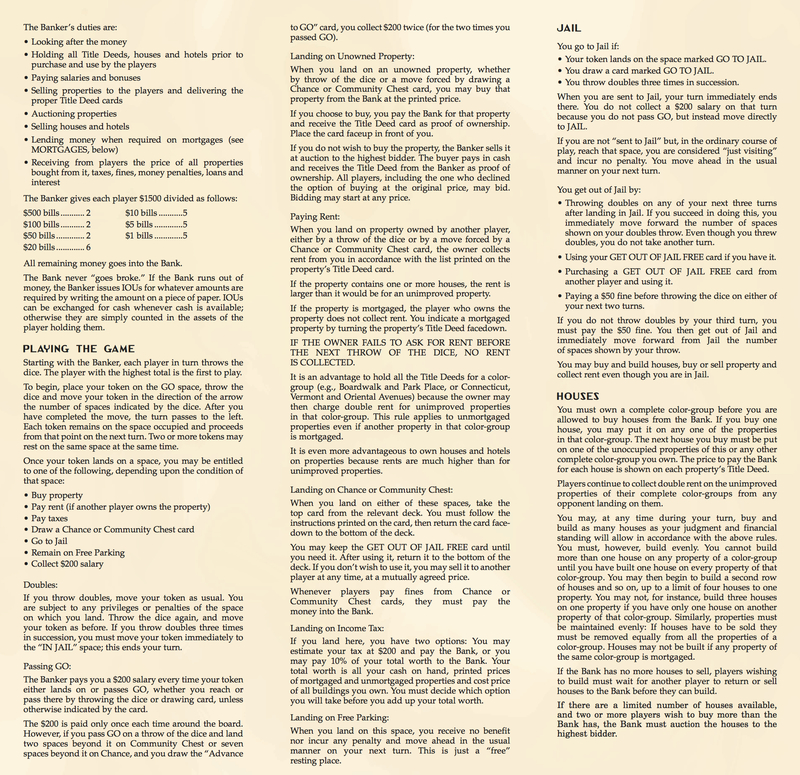 The Banker's duties are:
• Looking after the money
• Holding all Title Deeds, houses and hotels prior to
purchase and use by the players
• Paying salaries and bonuses
• Selling properties to the players and delivering the
proper Title Deed cards
• Auctioning properties
• Selling houses and hotels
• Lending money when required on mortgages (see
MORTGAGES, below)
• Receiving from players the price of all properties
bought from it, taxes, fines, money penalties, loans and
interest
The Banker gives each player $1500 divided as follows:
$500 bills........... 2 $10 bills...........5
$100 bills........... 2 $5 bills...........5
$50 bills........... 2 $1 bills...........5
$20 bills........... 6
All remaining money goes into the Bank.
The Bank never "goes broke." If the Bank runs out of
money, the Banker issues IOUs for whatever amounts are
required by writing the amount on a piece of paper. IOUs
can be exchanged for cash whenever cash is available;
otherwise they are simply counted in the assets of the
player holding them.
PLAYING THE GAME
Starting with the Banker, each player in turn throws the
dice. The player with the highest total is the first to play.
To begin, place your token on the GO space, throw the
dice and move your token in the direction of the arrow
the number of spaces indicated by the dice. After you
have completed the move, the turn passes to the left.
Each token remains on the space occupied and proceeds
from that point on the next turn. Two or more tokens may
rest on the same space at the same time.
Once your token lands on a space, you may be entitled
to one of the following, depending upon the condition of
that space:
• Buy property
• Pay rent (if another player owns the property)
• Pay taxes
• Draw a Chance or Community Chest card
• Go to Jail
• Remain on Free Parking
• Collect $200 salary
Doubles:
If you throw doubles, move your token as usual. You
are subject to any privileges or penalties of the space
on which you land. Throw the dice again, and move
your token as before. If you throw doubles three times
in succession, you must move your token immediately to
the "IN JAIL" space; this ends your turn.
Passing GO:
The Banker pays you a $200 salary every time your token
either lands on or passes GO, whether you reach or
pass there by throwing the dice or drawing card, unless
otherwise indicated by the card.
The $200 is paid only once each time around the board.
However, if you pass GO on a throw of the dice and land
two spaces beyond it on Community Chest or seven
spaces beyond it on Chance, and you draw the "Advance
to GO" card, you collect $200 twice (for the two times you
passed GO).
Landing on Unowned Property:
When you land on an unowned property, whether
by throw of the dice or a move forced by drawing a
Chance or Community Chest card, you may buy that
property from the Bank at the printed price.
If you choose to buy, you pay the Bank for that property
and receive the Title Deed card as proof of ownership.
Place the card faceup in front of you.
If you do not wish to buy the property, the Banker sells it
at auction to the highest bidder. The buyer pays in cash
and receives the Title Deed from the Banker as proof of
ownership. All players, including the one who declined
the option of buying at the original price, may bid.
Bidding may start at any price.
Paying Rent:
When you land on property owned by another player,
either by a throw of the dice or by a move forced by a
Chance or Community Chest card, the owner collects
rent from you in accordance with the list printed on the
property's Title Deed card.
If the property contains one or more houses, the rent is
larger than it would be for an unimproved property.
If the property is mortgaged, the player who owns the
property does not collect rent. You indicate a mortgaged
property by turning the property's Title Deed facedown.
IF THE OWNER FAILS TO ASK FOR RENT BEFORE
THE NEXT THROW OF THE DICE, NO RENT
IS COLLECTED.
It is an advantage to hold all the Title Deeds for a color-
group (e.g., Boardwalk and Park Place, or Connecticut,
Vermont and Oriental Avenues) because the owner may
then charge double rent for unimproved properties
in that color-group. This rule applies to unmortgaged
properties even if another property in that color-group
is mortgaged.
It is even more advantageous to own houses and hotels
on properties because rents are much higher than for
unimproved properties.
Landing on Chance or Community Chest:
When you land on either of these spaces, take the
top card from the relevant deck. You must follow the
instructions printed on the card, then return the card face-
down to the bottom of the deck.
You may keep the GET OUT OF JAIL FREE card until
you need it. After using it, return it to the bottom of the
deck. If you don't wish to use it, you may sell it to another
player at any time, at a mutually agreed price.
Whenever players pay fines from Chance or
Community Chest cards, they must pay the
money into the Bank.
Landing on Income Tax:
If you land here, you have two options: You may
estimate your tax at $200 and pay the Bank, or you
may pay 10% of your total worth to the Bank. Your
total worth is all your cash on hand, printed prices
of mortgaged and unmortgaged properties and cost price
of all buildings you own. You must decide which option
you will take before you add up your total worth.
Landing on Free Parking:
When you land on this space, you receive no benefit
nor incur any penalty and move ahead in the usual
manner on your next turn. This is just a "free"
resting place.
JAIL
You go to Jail if:
• Your token lands on the space marked GO TO JAIL.
• You draw a card marked GO TO JAIL.
• You throw doubles three times in succession.
When you are sent to Jail, your turn immediately ends
there. You do not collect a $200 salary on that turn
because you do not pass GO, but instead move directly
to JAIL.
If you are not "sent to Jail" but, in the ordinary course of
play, reach that space, you are considered "just visiting"
and incur no penalty. You move ahead in the usual
manner on your next turn.
You get out of Jail by:
• Throwing doubles on any of your next three turns
after landing in Jail. If you succeed in doing this, you
immediately move forward the number of spaces
shown on your doubles throw. Even though you threw
doubles, you do not take another turn.
• Using your GET OUT OF JAIL FREE card if you have it.
• Purchasing a GET OUT OF JAIL FREE card from
another player and using it.
• Paying a $50 fine before throwing the dice on either of
your next two turns.
If you do not throw doubles by your third turn, you
must pay the $50 fine. You then get out of Jail and
immediately move forward from Jail the number
of spaces shown by your throw.
You may buy and build houses, buy or sell property and
collect rent even though you are in Jail.
HOUSES
You must own a complete color-group before you are
allowed to buy houses from the Bank. If you buy one
house, you may put it on any one of the properties
in that color-group. The next house you buy must be put
on one of the unoccupied properties of this or any other
complete color-group you own. The price to pay the Bank
for each house is shown on each property's Title Deed.
Players continue to collect double rent on the unimproved
properties of their complete color-groups from any
opponent landing on them.
You may, at any time during your turn, buy and
build as many houses as your judgment and financial
standing will allow in accordance with the above rules.
You must, however, build evenly. You cannot build
more than one house on any property of a color-group
until you have built one house on every property of that
color-group. You may then begin to build a second row
of houses and so on, up to a limit of four houses to one
property. You may not, for instance, build three houses
on one property if you have only one house on another
property of that color-group. Similarly, properties must
be maintained evenly: If houses have to be sold they
must be removed equally from all the properties of a
color-group. Houses may not be built if any property of
the same color-group is mortgaged.
If the Bank has no more houses to sell, players wishing
to build must wait for another player to return or sell
houses to the Bank before they can build.
If there are a limited number of houses available,
and two or more players wish to buy more than the
Bank has, the Bank must auction the houses to the
highest bidder.